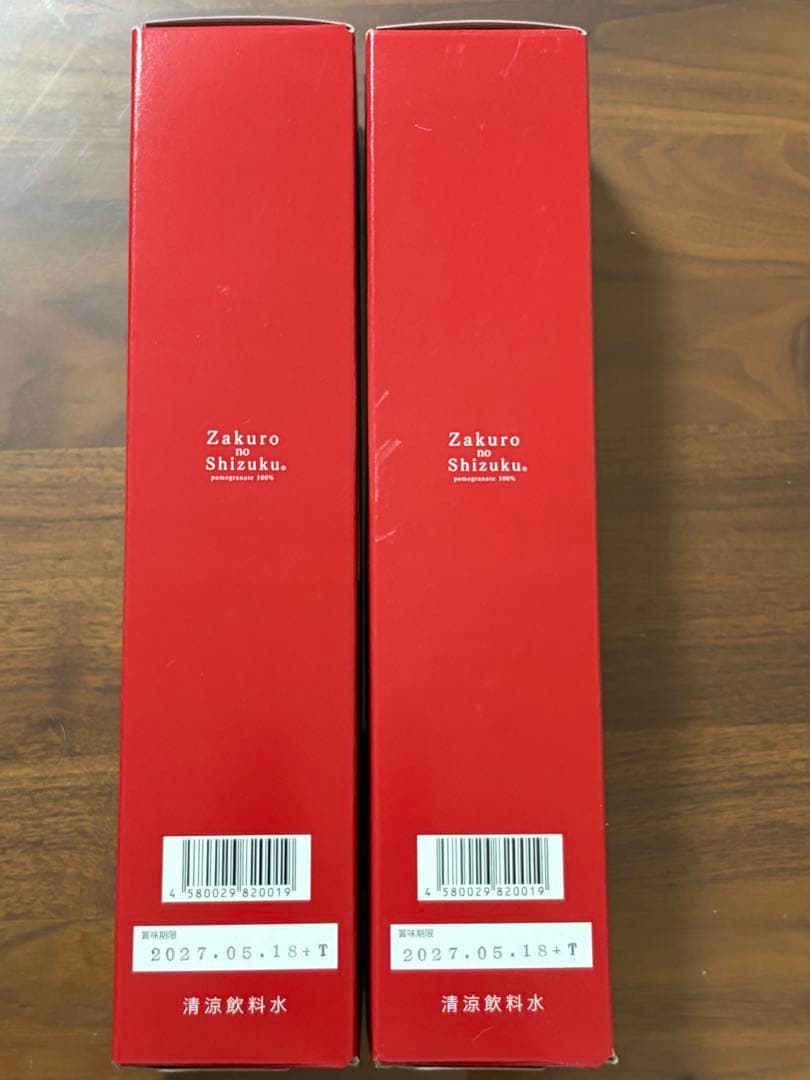 Zakuro
no
Shizuku®
pomegranate 100%
4 580029 820019
賞味期限
2027.05.18+T
清涼飲料水
Zakuro
no
Shizuku®
pomegranate 100%
4 580029 820019
賞味期限
2027.05.18+T
清涼飲料水